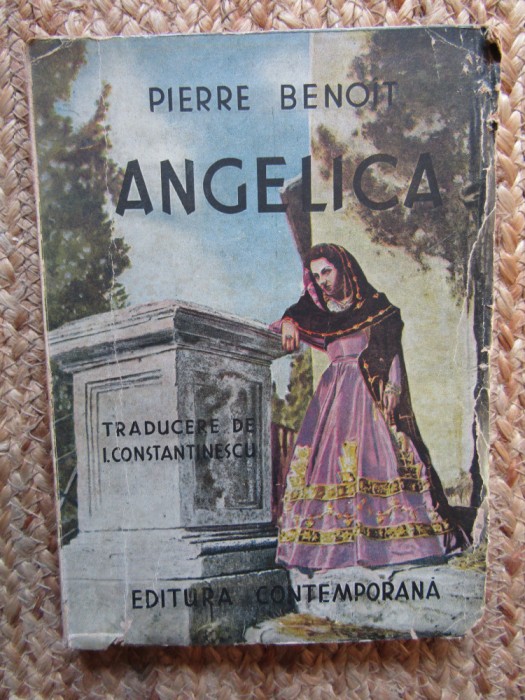 PIERRE BENOIT
ANGELICA
TRADUCERE DE
I.CONSTANTINESCU
EDITURA CONTEMPORANĂ